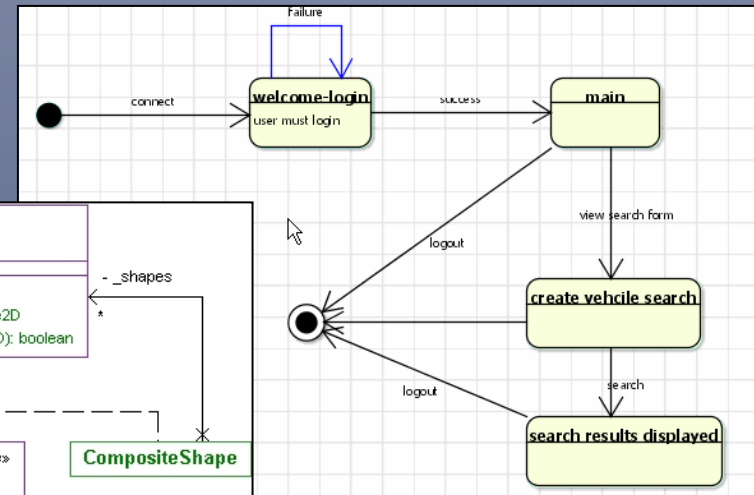 Failure
connect
welcome-login
user must login
success
main
view search form
logout
create vehcile search
search
logout
search results displayed
- _shapes
*
e2D
D): boolean
CompositeShape
»